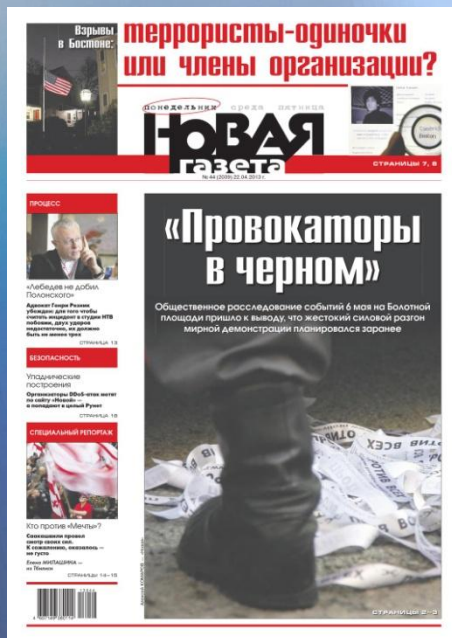 Взрывы
в Бостоне:
террористы-одиночки
или члены организации?
понедельник среда пятница
НОВАЯ
газета
№ 44 (2039) 22.04.2013 г.
СТРАНИЦЫ 7, 8
ПРОЦЕСС
«Лебедев не добил
Полонского»
Адвокат Генри Резник
убежден: для того чтобы
считать инцидент в студии НТВ
побоями, двух ударов
недостаточно, их должно
быть не менее трех
СТРАНИЦА 13
БЕЗОПАСНОСТЬ
Упаднические
построения
Организаторы DDoS-атак метят
по сайту «Новой» —
а попадают в целый Рунет
СТРАНИЦА 18
СПЕЦИАЛЬНЫЙ РЕПОРТАЖ
Кто против «Мечты»?
Саакашвили провел
смотр своих сил.
К сожалению, оказалось —
не густо
Елена МИЛАШИНА —
из Тбилиси
СТРАНИЦЫ 14–15
«Провокаторы
в черном»
Общественное расследование событий 6 мая на Болотной
площади пришло к выводу, что жестокий силовой разгон
мирной демонстрации планировался заранее
ОТИВ ВСЕХ
СТРАНИЦЫ 2–3